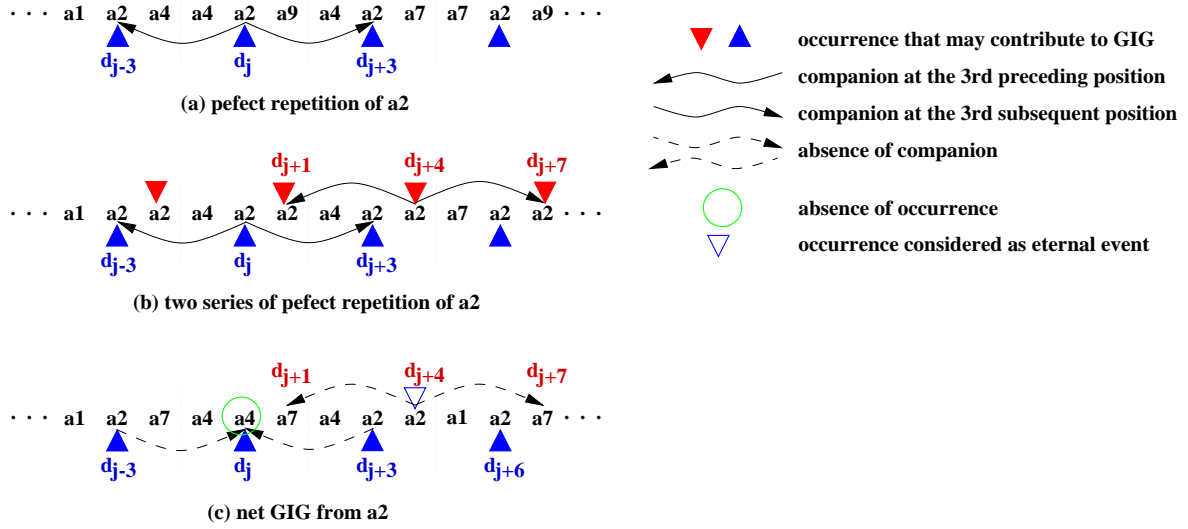 · · · a1 a2 a4 a4 a2 a9 a4 a2 a7 a7 a2 a9 · · ·
dj-3 dj dj+3
(a) pefect repetition of a2
dj+1 dj+4 dj+7
· · · a1 a2 a2 a4 a2 a2 a4 a2 a2 a7 a2 a2 · · ·
dj-3 dj dj+3
(b) two series of pefect repetition of a2
dj+1 dj+4 dj+7
· · · a1 a2 a7 a4 a4 a7 a4 a2 a2 a1 a2 a7 · · ·
dj-3 dj dj+3 dj+6
(c) net GIG from a2
occurrence that may contribute to GIG
companion at the 3rd preceding position
companion at the 3rd subsequent position
absence of companion
absence of occurrence
occurrence considered as eternal event